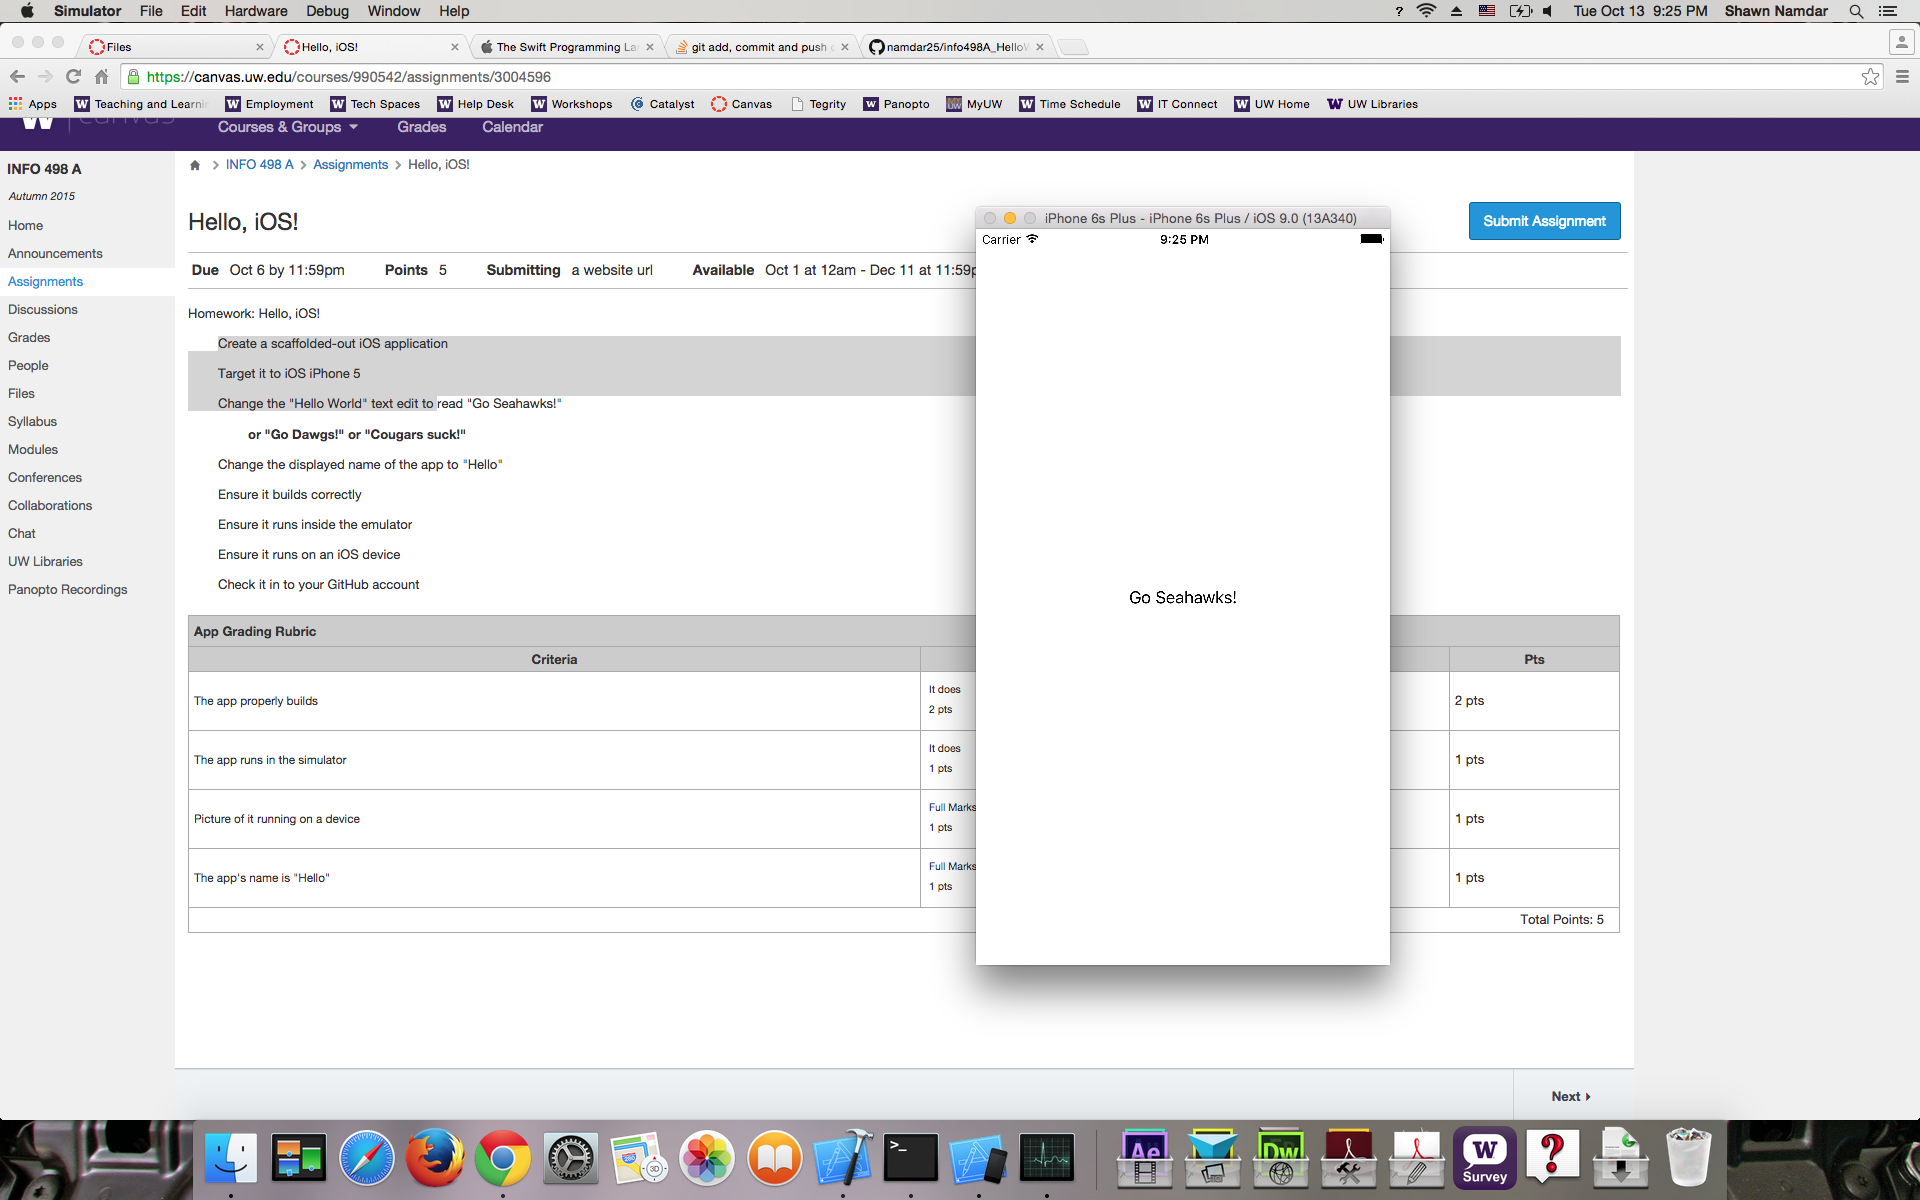 Simulator File Edit Hardware Debug Window Help ? Tue Oct 13 9:25 PM Shawn Namdar
Files Hello, iOS! The Swift Programming La git add, commit and push namdar25/info498A_Hello
https://canvas.uw.edu/courses/990542/assignments/3004596
Apps W Teaching and Learni W Employment W Tech Spaces W Help Desk W Workshops Catalyst Canvas Tegrity W Panopto MyUW W Time Schedule W IT Connect W UW Home W UW Libraries
Courses & Groups Grades Calendar
INFO 498 A
Autumn 2015
Home
Announcements
Assignments
Discussions
Grades
People
Files
Syllabus
Modules
Conferences
Collaborations
Chat
UW Libraries
Panopto Recordings
INFO 498 A > Assignments > Hello, iOS!
Hello, iOS!
Submit Assignment
Due Oct 6 by 11:59pm Points 5 Submitting a website url Available Oct 1 at 12am - Dec 11 at 11:59p
Homework: Hello, iOS!
Create a scaffolded-out iOS application
Target it to iOS iPhone 5
Change the "Hello World" text edit to read "Go Seahawks!"
or "Go Dawgs!" or "Cougars suck!"
Change the displayed name of the app to "Hello"
Ensure it builds correctly
Ensure it runs inside the emulator
Ensure it runs on an iOS device
Check it in to your GitHub account
App Grading Rubric
Criteria Pts
The app properly builds
It does
2 pts
2 pts
The app runs in the simulator
It does
1 pts
1 pts
Picture of it running on a device
Full Marks
1 pts
1 pts
The app's name is "Hello"
Full Marks
1 pts
1 pts
Total Points: 5
Next
iPhone 6s Plus - iPhone 6s Plus / iOS 9.0 (13A340)
Carrier 9:25 PM
Go Seahawks!
3D
>_
Ae
Dw
W
Survey
?